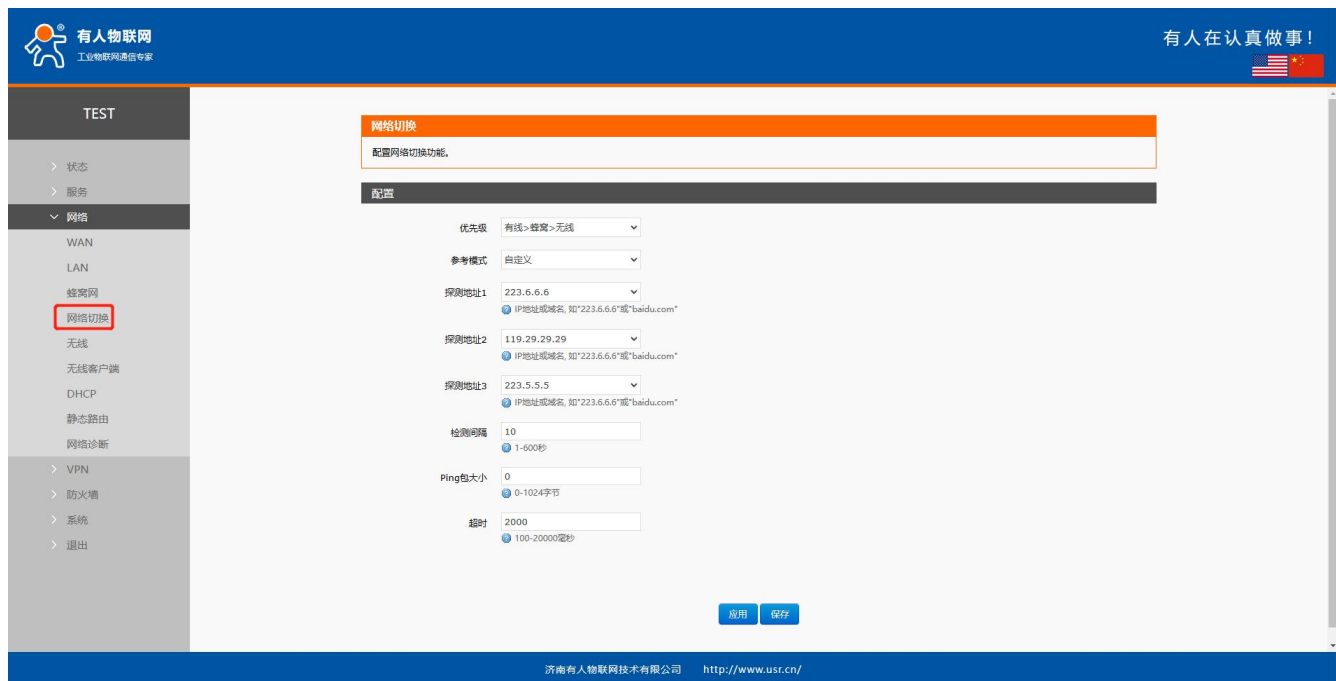 有人物联网
工业物联网通信专家
有人在认真做事！
TEST
状态
服务
网络
WAN
LAN
蜂窝网
网络切换
无线
无线客户端
DHCP
静态路由
网络诊断
VPN
防火墙
系统
退出
网络切换
配置网络切换功能。
配置
优先级 有线>蜂窝>无线
参考模式 自定义
探测地址1 223.6.6.6
IP地址或域名, 如"223.6.6.6"或"baidu.com"
探测地址2 119.29.29.29
IP地址或域名, 如"223.6.6.6"或"baidu.com"
探测地址3 223.5.5.5
IP地址或域名, 如"223.6.6.6"或"baidu.com"
检测间隔 10
1-600秒
Ping包大小 0
0-1024字节
超时 2000
100-20000毫秒
应用 保存
济南有人物联网技术有限公司 http://www.usr.cn/